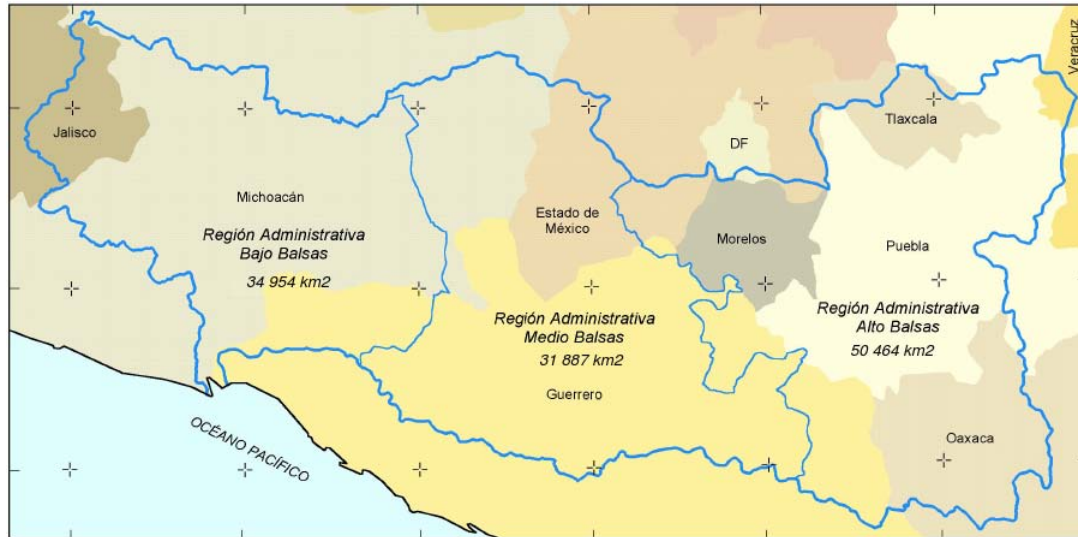 Veracruz
Jalisco
Tlaxcala
DF
Michoacán
Estado de
México
Morelos
Puebla
Región Administrativa
Bajo Balsas
34 954 km2
Región Administrativa
Medio Balsas
31 887 km2
Región Administrativa
Alto Balsas
50 464 km2
Guerrero
Oaxaca
OCÉANO PACÍFICO